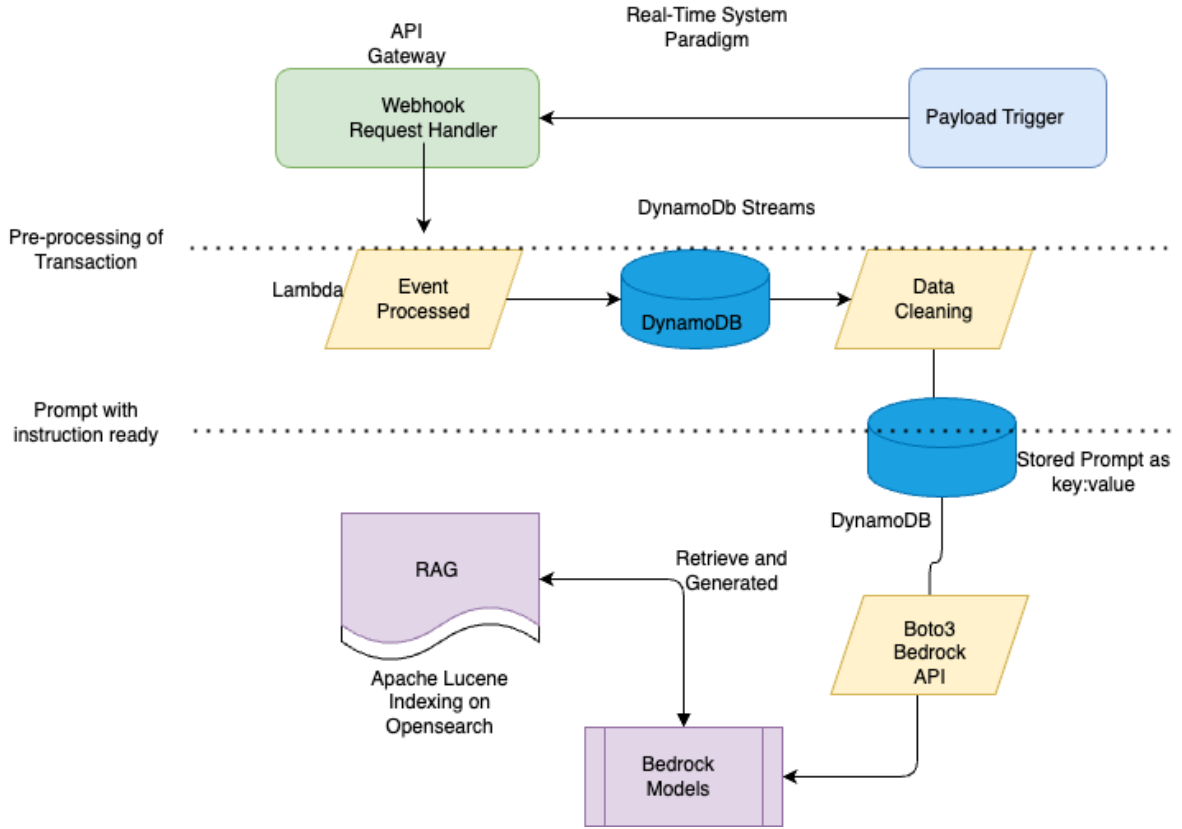 Real-Time System
Paradigm
API
Gateway
Webhook
Request Handler
Payload Trigger
DynamoDb Streams
Pre-processing of
Transaction
Lambda
Event
Processed
DynamoDB
Data
Cleaning
Prompt with
instruction ready
Stored Prompt as
key:value
DynamoDB
RAG
Retrieve and
Generated
Apache Lucene
Indexing on
Opensearch
Boto3
Bedrock
API
Bedrock
Models